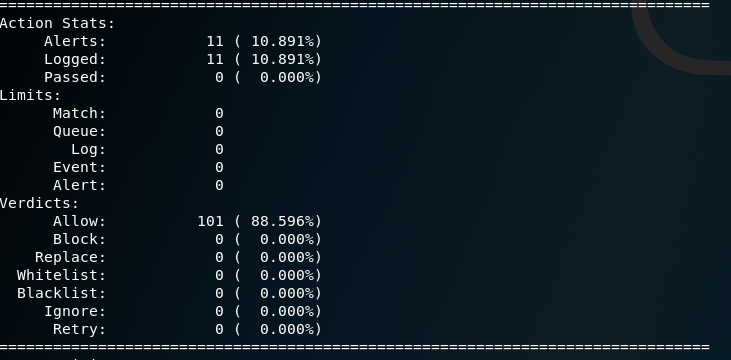 ===============================================================================
Action Stats:
     Alerts:           11 ( 10.891%)
     Logged:           11 ( 10.891%)
     Passed:            0 (  0.000%)
Limits:
      Match:            0
      Queue:            0
        Log:            0
      Event:            0
      Alert:            0
Verdicts:
      Allow:          101 ( 88.596%)
      Block:            0 (  0.000%)
    Replace:            0 (  0.000%)
  Whitelist:            0 (  0.000%)
  Blacklist:            0 (  0.000%)
     Ignore:            0 (  0.000%)
      Retry:            0 (  0.000%)
===============================================================================